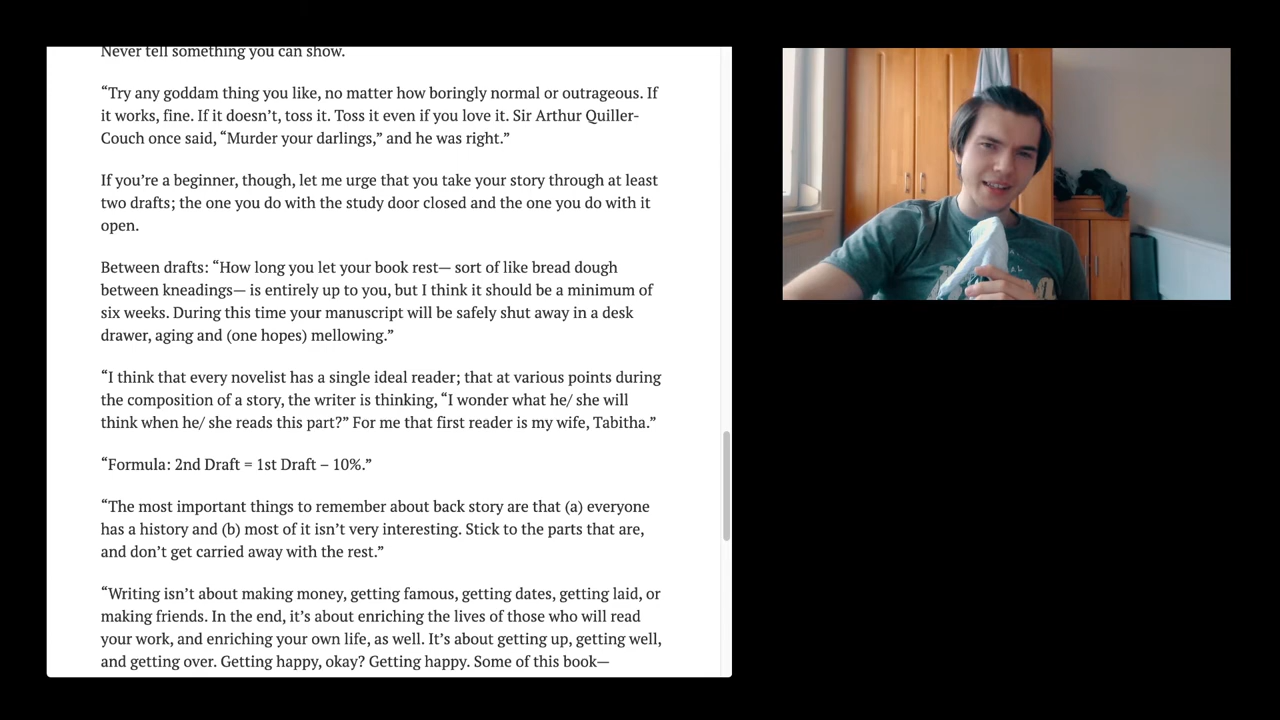 Never tell something you can show.
“Try any goddam thing you like, no matter how boringly normal or outrageous. If
it works, fine. If it doesn’t, toss it. Toss it even if you love it. Sir Arthur Quiller-
Couch once said, “Murder your darlings,” and he was right.”
If you’re a beginner, though, let me urge that you take your story through at least
two drafts; the one you do with the study door closed and the one you do with it
open.
Between drafts: “How long you let your book rest— sort of like bread dough
between kneadings— is entirely up to you, but I think it should be a minimum of
six weeks. During this time your manuscript will be safely shut away in a desk
drawer, aging and (one hopes) mellowing.”
“I think that every novelist has a single ideal reader; that at various points during
the composition of a story, the writer is thinking, “I wonder what he/ she will
think when he/ she reads this part?” For me that first reader is my wife, Tabitha.”
“Formula: 2nd Draft = 1st Draft – 10%.”
“The most important things to remember about back story are that (a) everyone
has a history and (b) most of it isn’t very interesting. Stick to the parts that are,
and don’t get carried away with the rest.”
“Writing isn’t about making money, getting famous, getting dates, getting laid, or
making friends. In the end, it’s about enriching the lives of those who will read
your work, and enriching your own life, as well. It’s about getting up, getting well,
and getting over. Getting happy, okay? Getting happy. Some of this book—